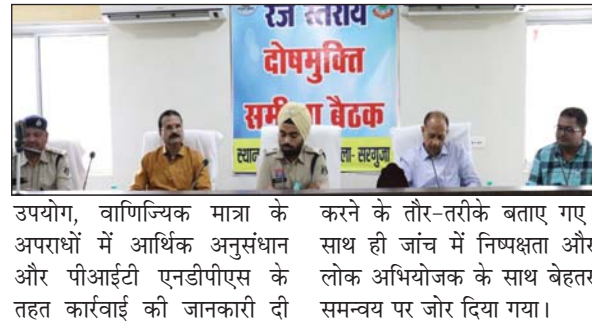 रेंज स्तरीय
दोषमुक्ति
बैठक
सरगुजा
उपयोग, वाणिज्यिक मात्रा के
अपराधों में आर्थिक अनुसंधान
और पीआईटी एनडीपीएस के
तहत कार्रवाई की जानकारी दी
करने के तौर-तरीके बताए गए
साथ ही जांच में निष्पक्षता और
लोक अभियोजक के साथ बेहतर
समन्वय पर जोर दिया गया।